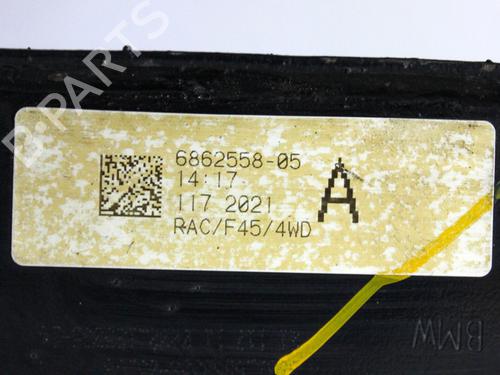 6862558-05
14:17
117 2021
RAC/F45/4WD
A
BMW
B-PARTS